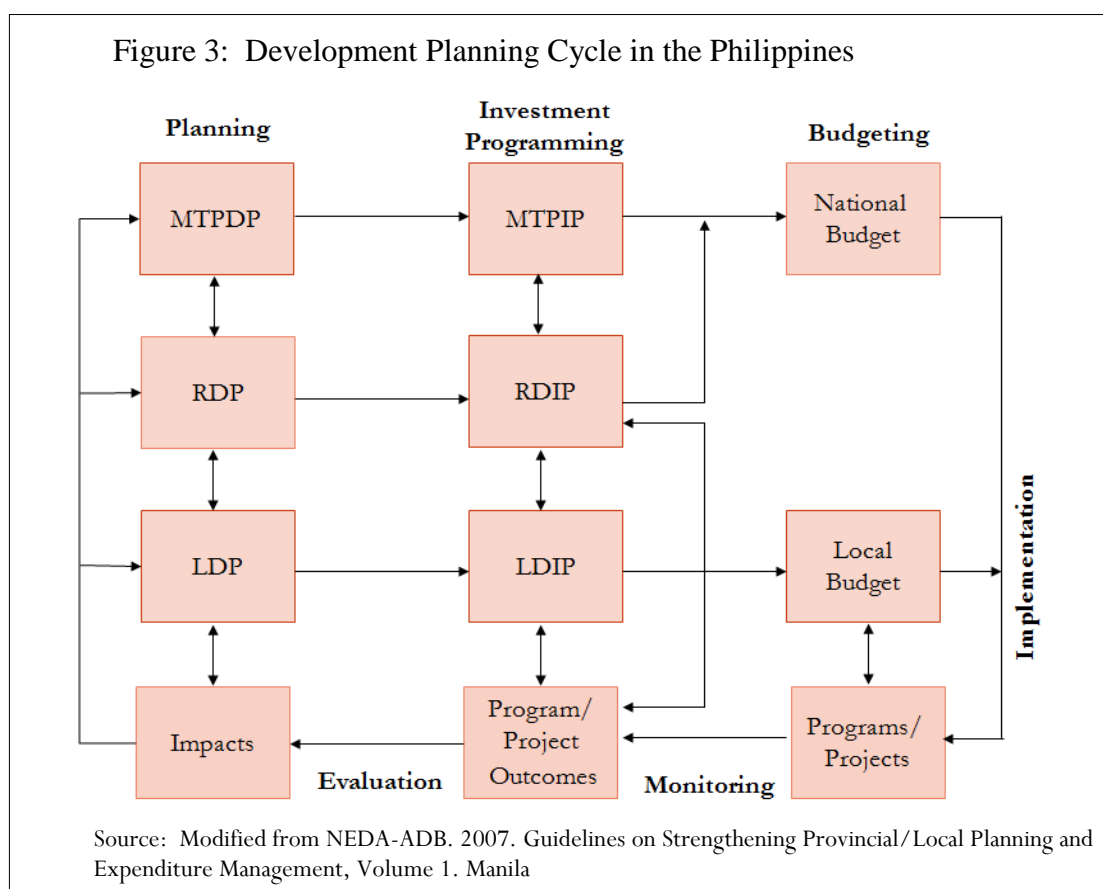 Figure 3: Development Planning Cycle in the Philippines
Planning
Investment
Programming
Budgeting
MTPDP
MTPIP
National
Budget
RDP
RDIP
LDP
LDIP
Local
Budget
Implementation
Impacts
Program/
Project
Outcomes
Programs/
Projects
Evaluation
Monitoring
Source: Modified from NEDA-ADB. 2007. Guidelines on Strengthening Provincial/Local Planning and
Expenditure Management, Volume 1. Manila